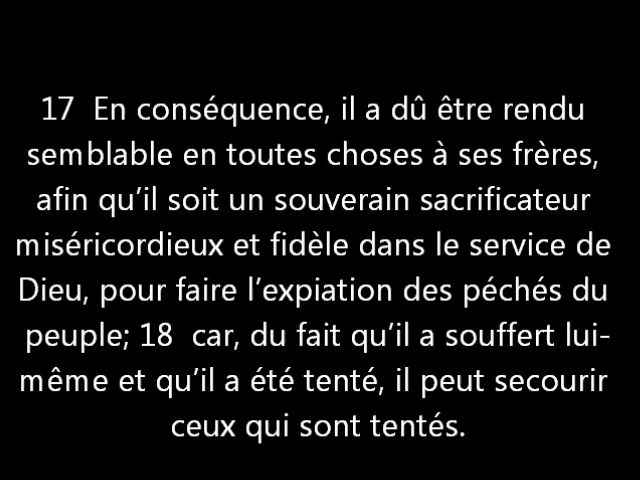 17 En conséquence, il a dû être rendu
semblable en toutes choses à ses frères,
afin qu’il soit un souverain sacrificateur
miséricordieux et fidèle dans le service de
Dieu, pour faire l’expiation des péchés du
peuple; 18 car, du fait qu’il a souffert lui-
même et qu’il a été tenté, il peut secourir
ceux qui sont tentés.